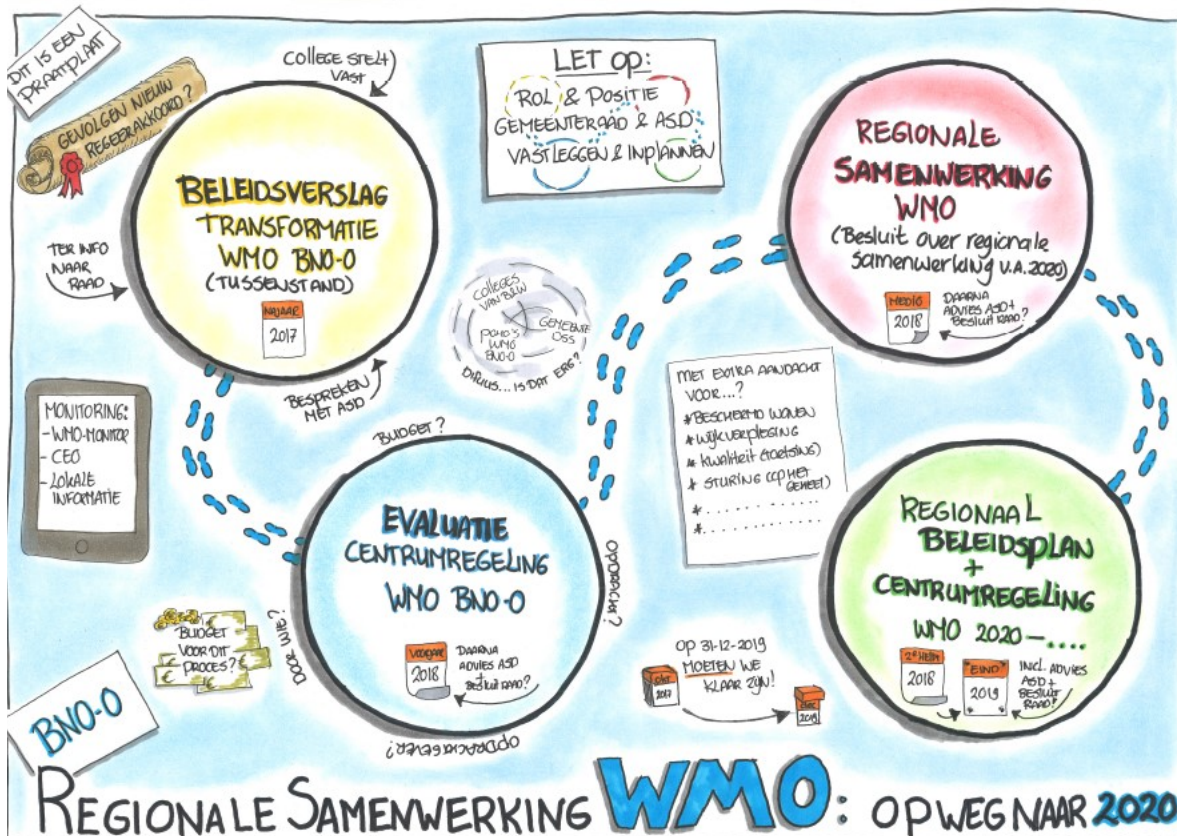 DIT IS EEN
PRAATPLAAT
GEVOLGEN NIEUW
REGEERAKKOORD?
COLLEGE STELT
VAST
BELEIDSVERSLAG
TRANSFORMATIE
WMO BNO-O
(TUSSENSTAND)
NAJAAR
2017
TER INFO
NAAR
RAAD
BESPREKEN
MET ASD
LET OP:
ROL & POSITIE
GEMEENTERAAD & ASD
VASTLEGGEN & INPLANNEN
REGIONALE
SAMENWERKING
WMO
(Besluit over regionale
samenwerking V.A. 2020)
MEDIO
2018
DAARNA
ADVIES ASD +
BESLUIT RAAD?
COLLEGES
VAN B&W
GEMEENTE
OSS
POHO'S
WMO
BNO-O
DIFUUS... IS DAT ERG?
MONITORING:
- WMO-MONITOR
- CEO
- LOKALE
INFORMATIE
MET EXTRA AANDACHT
VOOR...?
* BESCHERMD WONEN
* WIJKVERPLEGING
* KWALITEIT (TOETSING)
* STURING (OP HET
GEHEEL)
* . . . . . . . . . . .
* . . . . . . . . . . .
BUDGET?
OPDRACHT?
DOOR WIE?
OPDRACHTGEVER?
EVALUATIE
CENTRUMREGELING
WMO BNO-O
VOORJAAR
2018
DAARNA
ADVIES ASD
+
BESLUIT RAAD?
REGIONAAL
BELEIDSPLAN
+
CENTRUMREGELING
WMO 2020 - ....
2e HELFT
2018
EIND
2019
INCL. ADVIES
ASD +
BESLUIT
RAAD?
BUDGET
VOOR DIT
PROCES?
OP 31-12-2019
MOETEN WE
KLAAR ZIJN!
OKT
2017
DEC
2019
BNO-O
REGIONALE SAMENWERKING WMO: OP WEG NAAR 2020